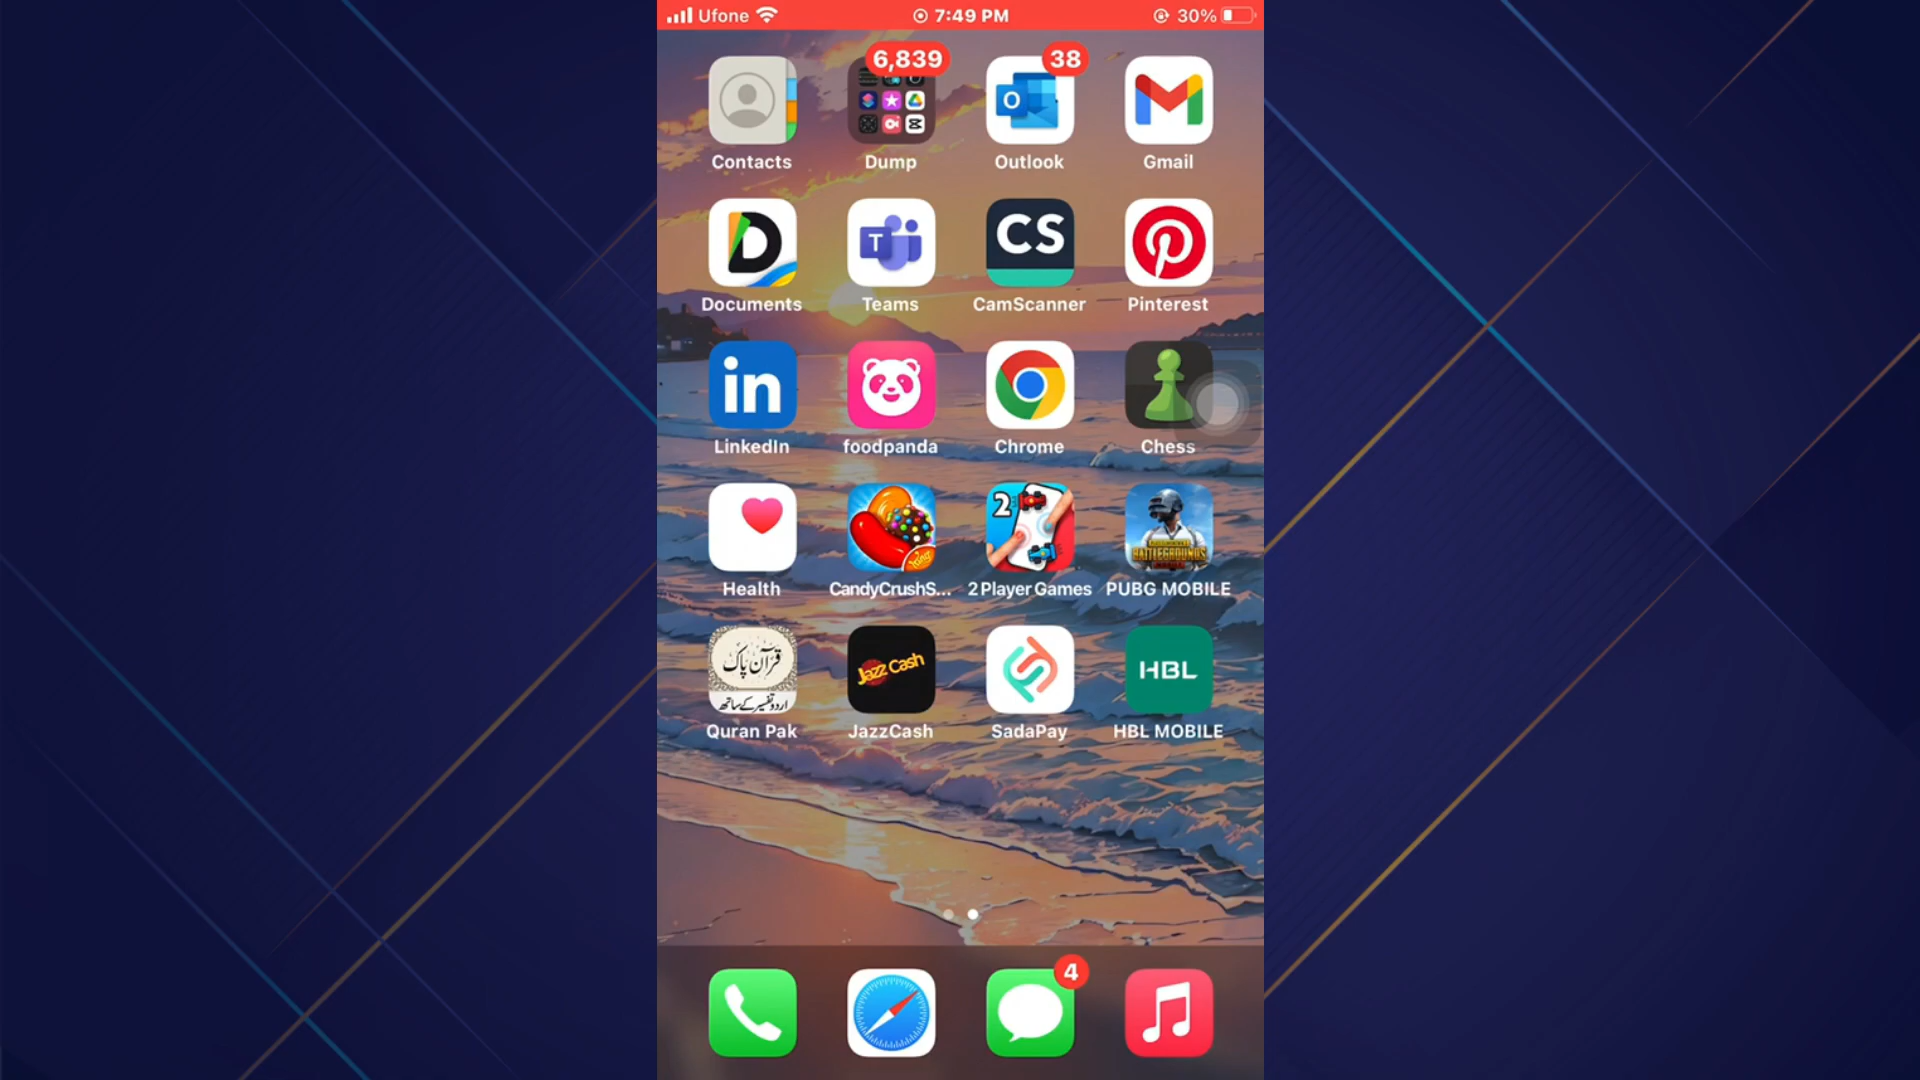 Ufone 7:49 PM 30%
6,839 38
Contacts Dump Outlook Gmail
Documents Teams CamScanner Pinterest
LinkedIn foodpanda Chrome Chess
Health CandyCrushS... 2 Player Games PUBG MOBILE
Quran Pak JazzCash SadaPay HBL MOBILE
O
D T CS
in
2
King
BATTLEGROUNDS
قرآن پاک
اردو تفسیر کے ساتھ
Jazz Cash
HBL
4